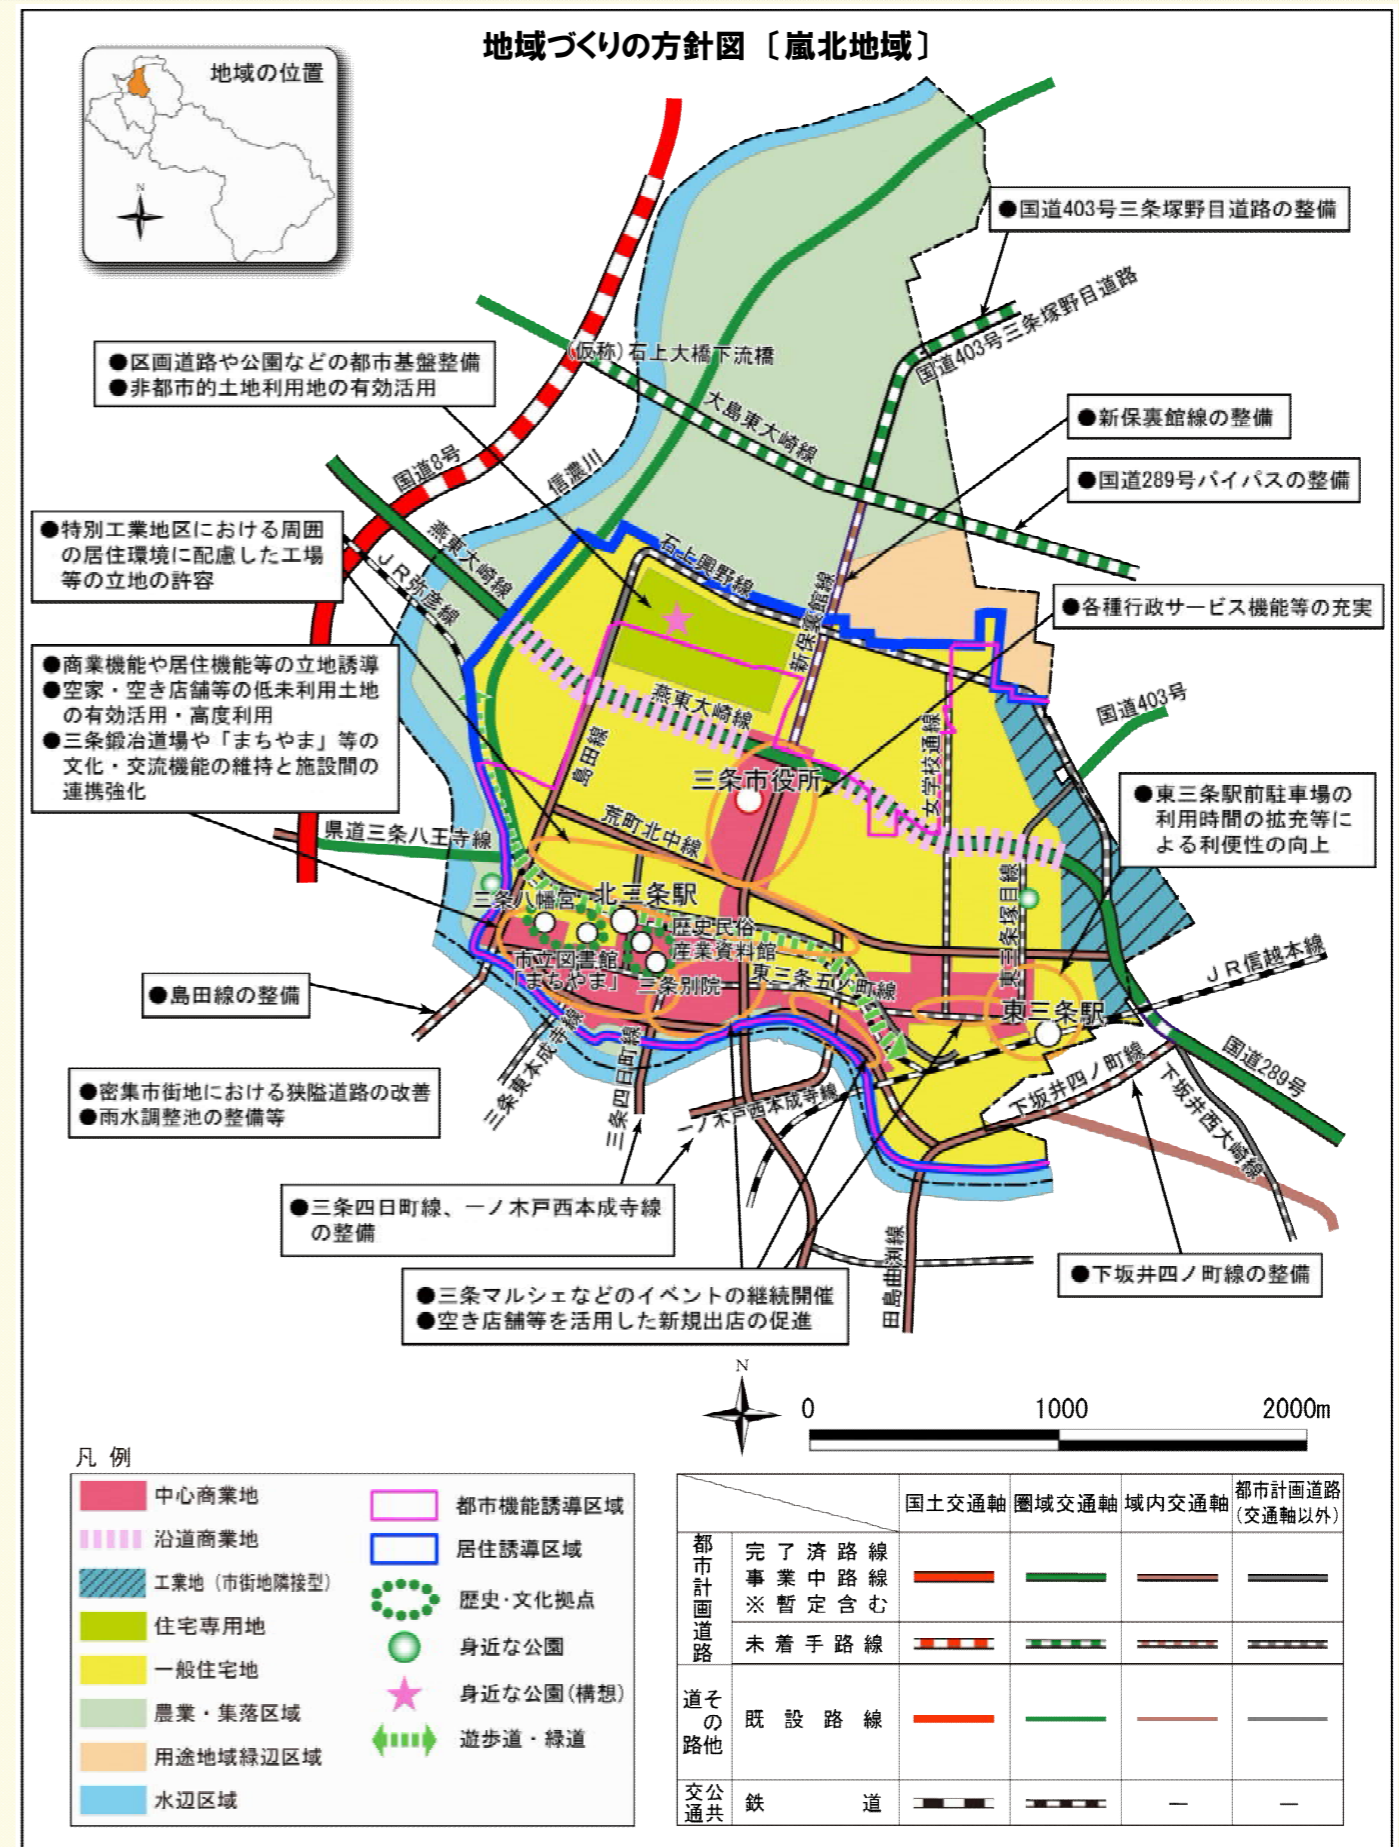 地域づくりの方針図〔嵐北地域〕
地域の位置
N
●国道403号三条塚野目道路の整備
国道403号三条塚野目道路
●区画道路や公園などの都市基盤整備
●非都市的土地利用地の有効活用
(仮称)石上大橋下流橋
大島東大崎線
●新保裏館線の整備
国道8号
信濃川
●国道289号バイパスの整備
●特別工業地区における周囲
の居住環境に配慮した工場
等の立地の許容
燕東大崎線
JR弥彦線
石上興野線
新保裏館線
●各種行政サービス機能等の充実
●商業機能や居住機能等の立地誘導
●空家・空き店舗等の低未利用土地
の有効活用・高度利用
●三条鍛冶道場や「まちやま」等の
文化・交流機能の維持と施設間の
連携強化
燕東大崎線
島田線
女学校通線
国道403号
三条市役所
●東三条駅前駐車場の
利用時間の拡充等に
よる利便性の向上
荒町北中線
県道三条八王寺線
三条八幡宮
北三条駅
歴史民俗
産業資料館
東三条塚目線
市立図書館
「まちやま」
三条別院
東三条五ノ町線
JR信越本線
東三条駅
●島田線の整備
三条東本成寺線
三条四日町線
一ノ木戸西本成寺線
下坂井四ノ町線
下坂井西大崎線
国道289号
●密集市街地における狭隘道路の改善
●雨水調整池の整備等
●三条四日町線、一ノ木戸西本成寺線
の整備
田島曲渕線
●下坂井四ノ町線の整備
●三条マルシェなどのイベントの継続開催
●空き店舗等を活用した新規出店の促進
N
0 1000 2000m
凡 例
中心商業地
沿道商業地
工業地（市街地隣接型）
住宅専用地
一般住宅地
農業・集落区域
用途地域縁辺区域
水辺区域
都市機能誘導区域
居住誘導区域
歴史・文化拠点
身近な公園
身近な公園(構想)
遊歩道・緑道
国土交通軸 圏域交通軸 域内交通軸 都市計画道路
(交通軸以外)
都市計画道路
完了済路線
事業中路線
※暫定含む
未着手路線
その他道路
既設路線
公共交通
鉄道 － －